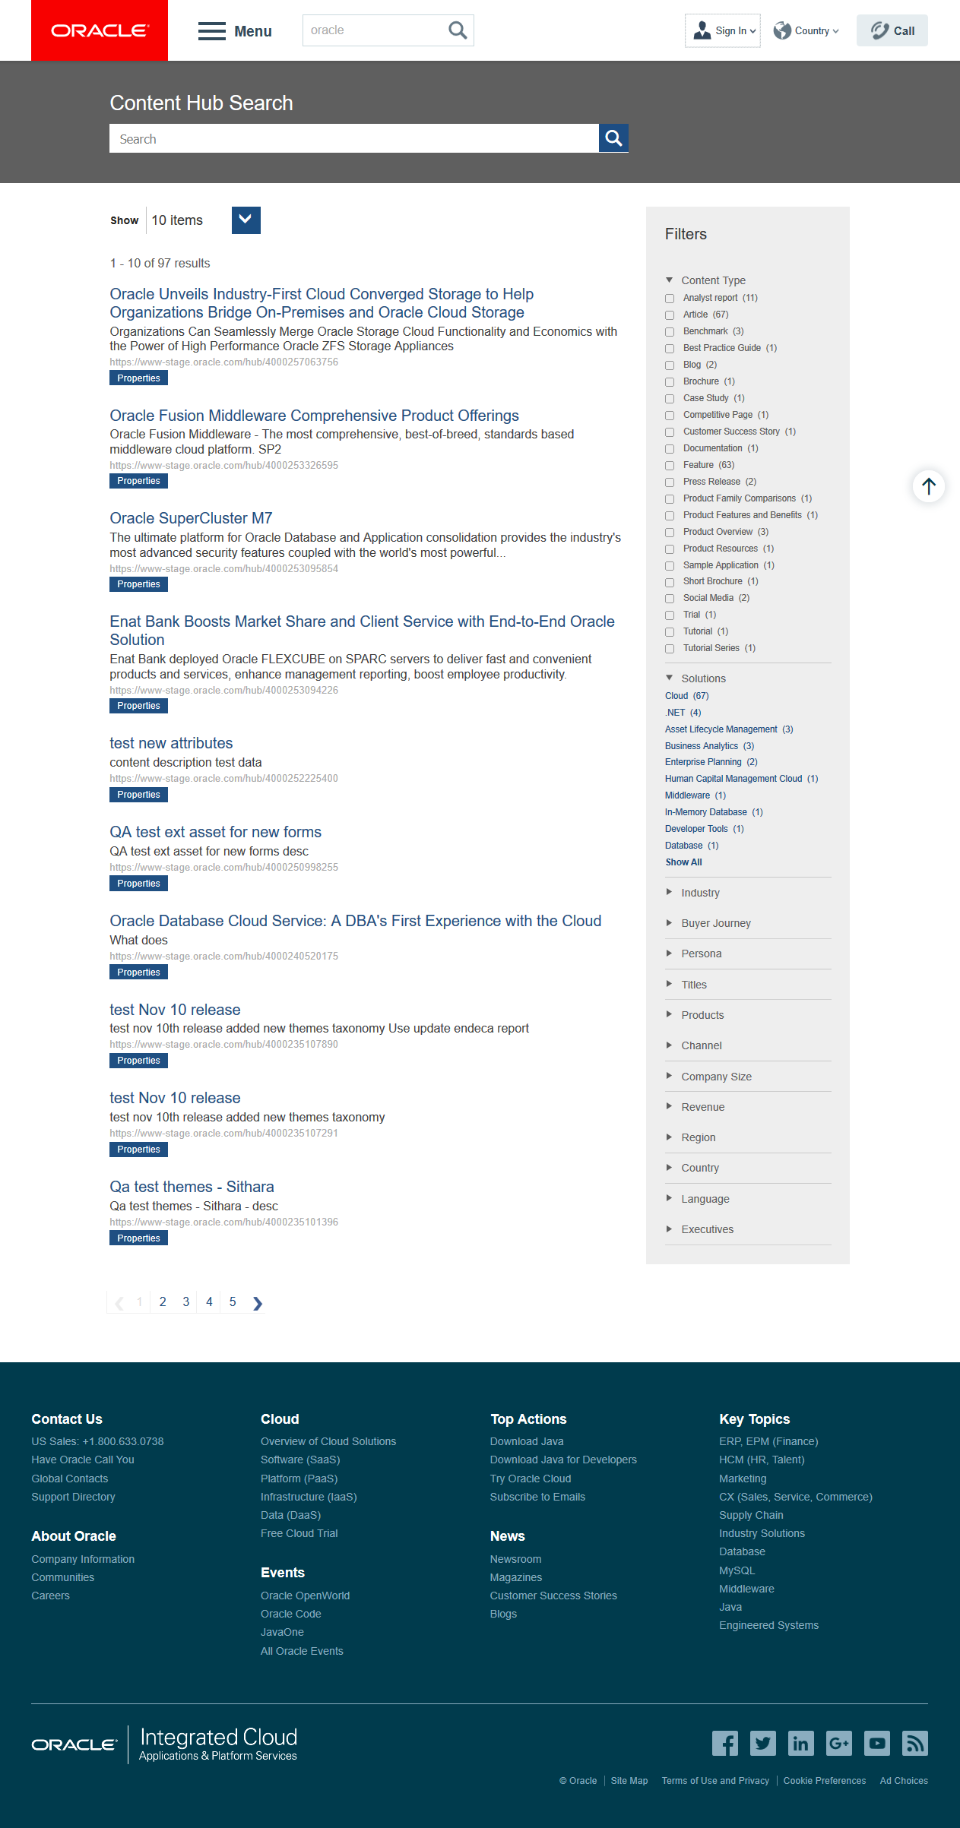 ORACLE
Menu
oracle
Sign In
Country
Call
Content Hub Search
Search
Show
10 items
1 - 10 of 97 results
Oracle Unveils Industry-First Cloud Converged Storage to Help
Organizations Bridge On-Premises and Oracle Cloud Storage
Organizations Can Seamlessly Merge Oracle Storage Cloud Functionality and Economics with
the Power of High Performance Oracle ZFS Storage Appliances
https://www-stage.oracle.com/hub/4000257063756
Properties
Oracle Fusion Middleware Comprehensive Product Offerings
Oracle Fusion Middleware - The most comprehensive, best-of-breed, standards based
middleware cloud platform. SP2
https://www-stage.oracle.com/hub/4000253326595
Properties
Oracle SuperCluster M7
The ultimate platform for Oracle Database and Application consolidation provides the industry's
most advanced security features coupled with the world's most powerful...
https://www-stage.oracle.com/hub/4000253095854
Properties
Enat Bank Boosts Market Share and Client Service with End-to-End Oracle
Solution
Enat Bank deployed Oracle FLEXCUBE on SPARC servers to deliver fast and convenient
products and services, enhance management reporting, boost employee productivity.
https://www-stage.oracle.com/hub/4000253094226
Properties
test new attributes
content description test data
https://www-stage.oracle.com/hub/4000252225400
Properties
QA test ext asset for new forms
QA test ext asset for new forms desc
https://www-stage.oracle.com/hub/4000250998255
Properties
Oracle Database Cloud Service: A DBA's First Experience with the Cloud
What does
https://www-stage.oracle.com/hub/4000240520175
Properties
test Nov 10 release
test nov 10th release added new themes taxonomy Use update endeca report
https://www-stage.oracle.com/hub/4000235107890
Properties
test Nov 10 release
test nov 10th release added new themes taxonomy
https://www-stage.oracle.com/hub/4000235107291
Properties
Qa test themes - Sithara
Qa test themes - Sithara - desc
https://www-stage.oracle.com/hub/4000235101396
Properties
1 2 3 4 5
Filters
Content Type
Analyst report (11)
Article (67)
Benchmark (3)
Best Practice Guide (1)
Blog (2)
Brochure (1)
Case Study (1)
Competitive Page (1)
Customer Success Story (1)
Documentation (1)
Feature (63)
Press Release (2)
Product Family Comparisons (1)
Product Features and Benefits (1)
Product Overview (3)
Product Resources (1)
Sample Application (1)
Short Brochure (1)
Social Media (2)
Trial (1)
Tutorial (1)
Tutorial Series (1)
Solutions
Cloud (67)
.NET (4)
Asset Lifecycle Management (3)
Business Analytics (3)
Enterprise Planning (2)
Human Capital Management Cloud (1)
Middleware (1)
In-Memory Database (1)
Developer Tools (1)
Database (1)
Show All
Industry
Buyer Journey
Persona
Titles
Products
Channel
Company Size
Revenue
Region
Country
Language
Executives
Contact Us
US Sales: +1.800.633.0738
Have Oracle Call You
Global Contacts
Support Directory
About Oracle
Company Information
Communities
Careers
Cloud
Overview of Cloud Solutions
Software (SaaS)
Platform (PaaS)
Infrastructure (IaaS)
Data (DaaS)
Free Cloud Trial
Events
Oracle OpenWorld
Oracle Code
JavaOne
All Oracle Events
Top Actions
Download Java
Download Java for Developers
Try Oracle Cloud
Subscribe to Emails
News
Newsroom
Magazines
Customer Success Stories
Blogs
Key Topics
ERP, EPM (Finance)
HCM (HR, Talent)
Marketing
CX (Sales, Service, Commerce)
Supply Chain
Industry Solutions
Database
MySQL
Middleware
Java
Engineered Systems
ORACLE
Integrated Cloud
Applications & Platform Services
© Oracle | Site Map Terms of Use and Privacy | Cookie Preferences Ad Choices